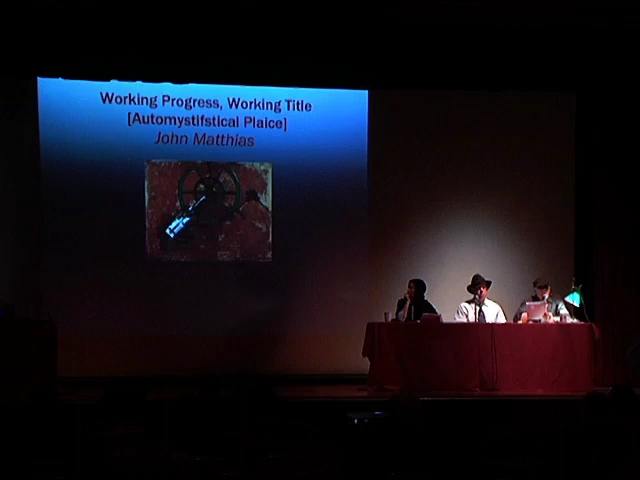 Working Progress, Working Title
[Automystifstical Plaice]
John Matthias